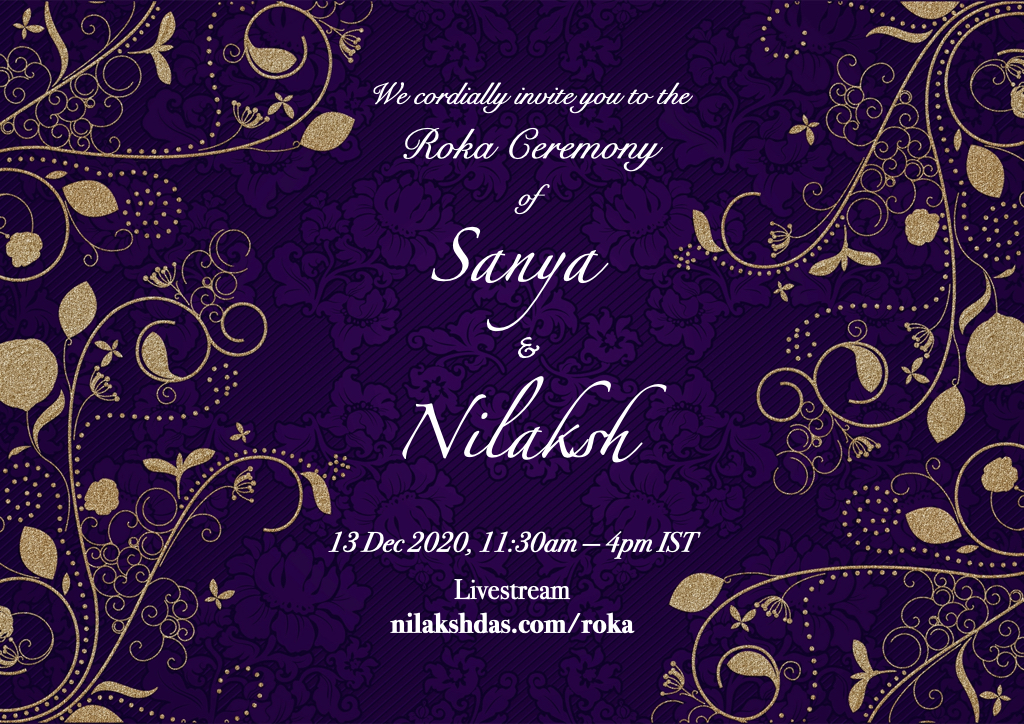 We cordially invite you to the
Roka Ceremony
of
Sanya
&
Nilaksh
13 Dec 2020, 11:30am – 4pm IST
Livestream
nilakshdas.com/roka